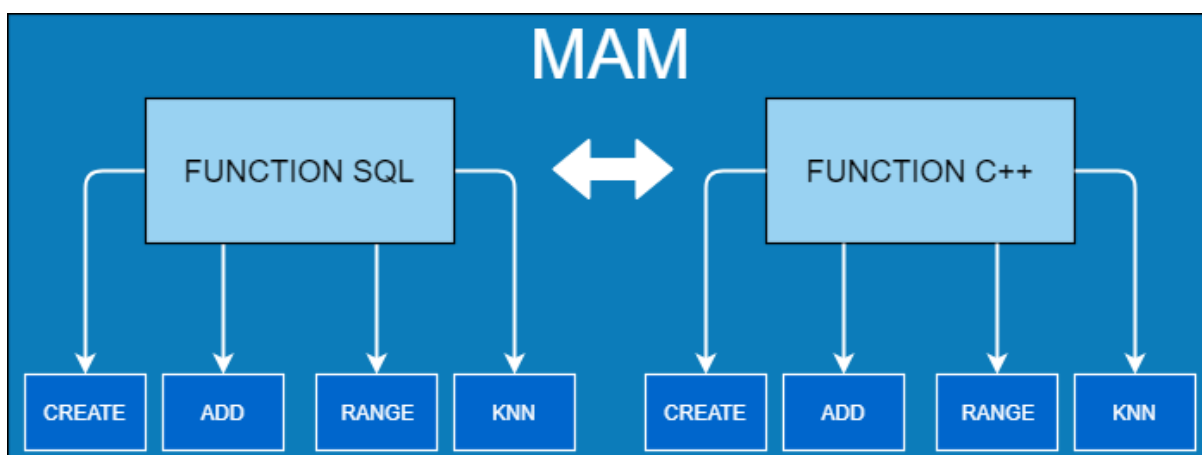 MAM
FUNCTION SQL
FUNCTION C++
CREATE
ADD
RANGE
KNN
CREATE
ADD
RANGE
KNN